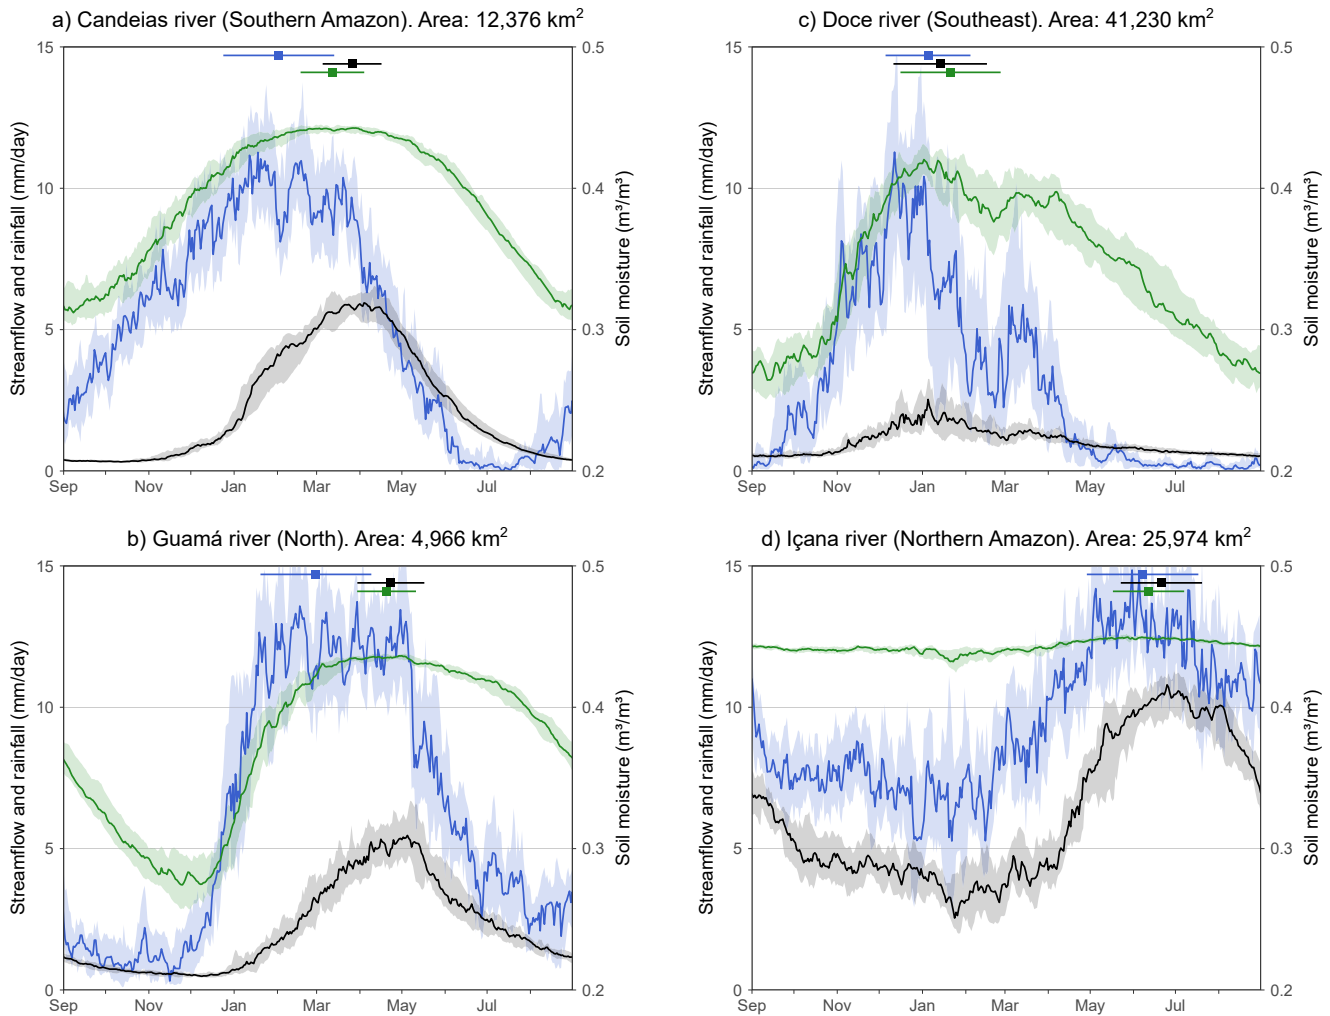 a) Candeias river (Southern Amazon). Area: 12,376 km²
15
10
5
0
0.5
0.4
0.3
0.2
Streamflow and rainfall (mm/day)
Soil moisture (m³/m³)
Sep Nov Jan Mar May Jul
c) Doce river (Southeast). Area: 41,230 km²
15
10
5
0
0.5
0.4
0.3
0.2
Streamflow and rainfall (mm/day)
Soil moisture (m³/m³)
Sep Nov Jan Mar May Jul
b) Guamá river (North). Area: 4,966 km²
15
10
5
0
0.5
0.4
0.3
0.2
Streamflow and rainfall (mm/day)
Soil moisture (m³/m³)
Sep Nov Jan Mar May Jul
d) Içana river (Northern Amazon). Area: 25,974 km²
15
10
5
0
0.5
0.4
0.3
0.2
Streamflow and rainfall (mm/day)
Soil moisture (m³/m³)
Sep Nov Jan Mar May Jul